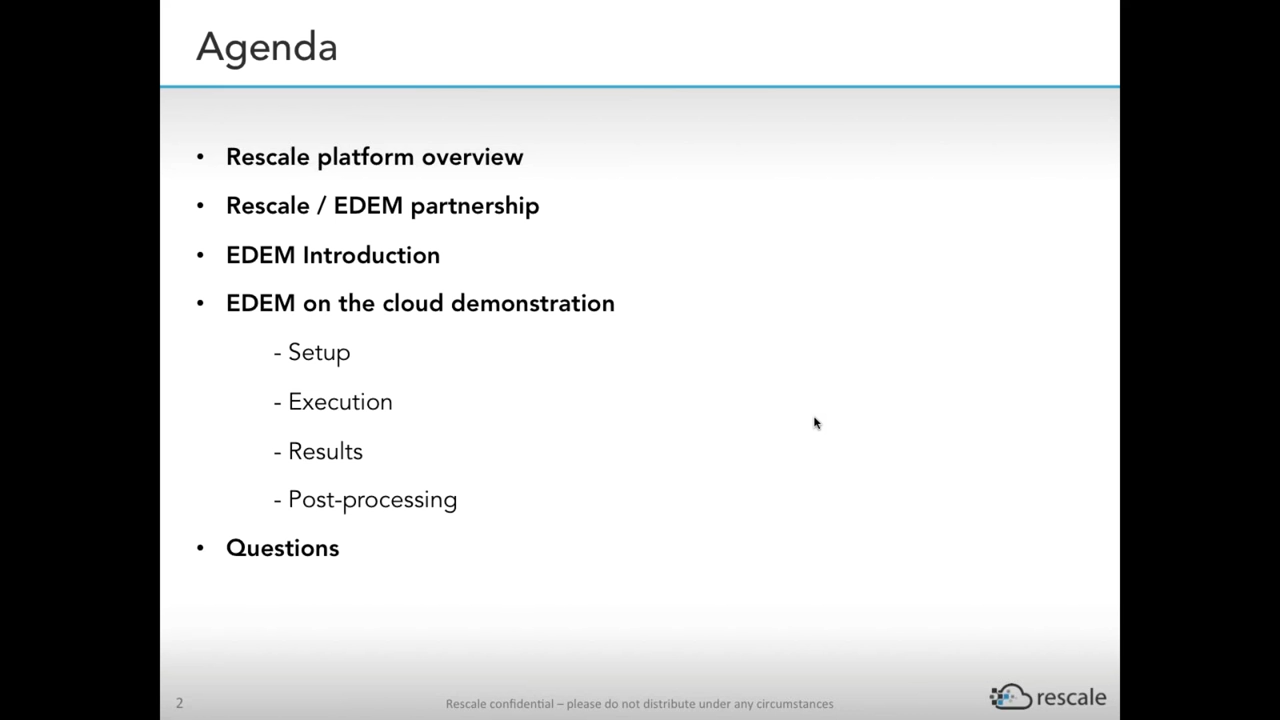 Agenda
• Rescale platform overview
• Rescale / EDEM partnership
• EDEM Introduction
• EDEM on the cloud demonstration
- Setup
- Execution
- Results
- Post-processing
• Questions
2
Rescale confidential – please do not distribute under any circumstances
rescale